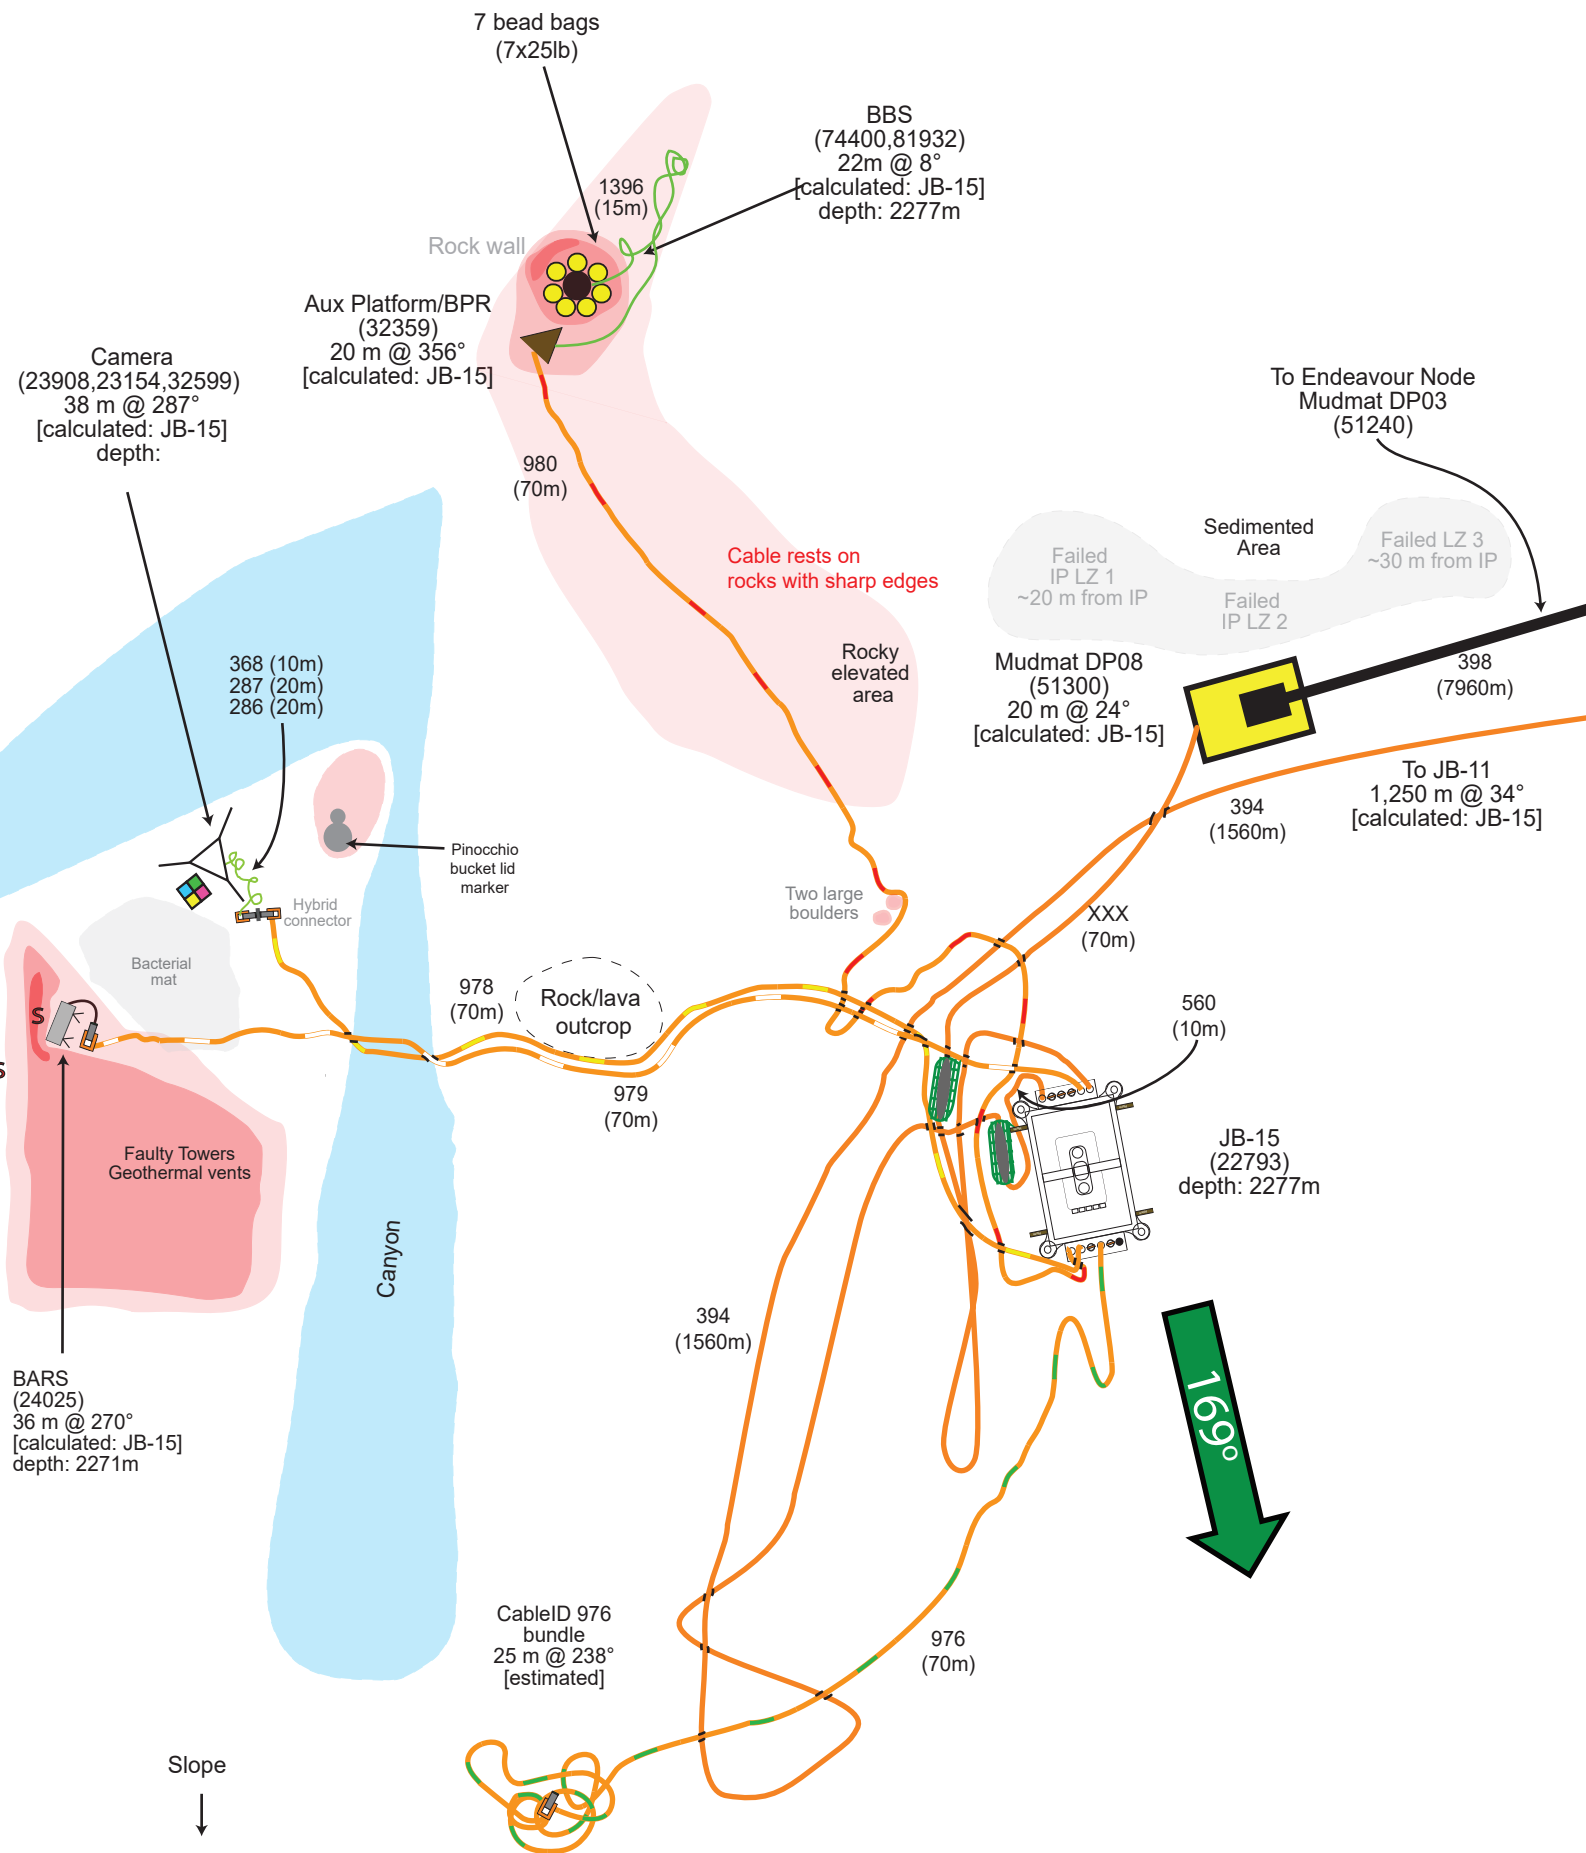 7 bead bags
(7x25lb)
BBS
(74400,81932)
22m @ 8°
[calculated: JB-15]
depth: 2277m
1396
(15m)
Rock wall
Aux Platform/BPR
(32359)
20 m @ 356°
[calculated: JB-15]
Camera
(23908,23154,32599)
38 m @ 287°
[calculated: JB-15]
depth:
To Endeavour Node
Mudmat DP03
(51240)
980
(70m)
Sedimented
Area
Failed
IP LZ 1
~20 m from IP
Failed LZ 3
~30 m from IP
Failed
IP LZ 2
Cable rests on
rocks with sharp edges
Rocky
elevated
area
Mudmat DP08
(51300)
20 m @ 24°
[calculated: JB-15]
398
(7960m)
368 (10m)
287 (20m)
286 (20m)
To JB-11
1,250 m @ 34°
[calculated: JB-15]
394
(1560m)
Pinocchio
bucket lid
marker
Two large
boulders
Hybrid
connector
XXX
(70m)
Bacterial
mat
978
(70m)
Rock/lava
outcrop
560
(10m)
S
S
979
(70m)
Faulty Towers
Geothermal vents
JB-15
(22793)
depth: 2277m
Canyon
394
(1560m)
BARS
(24025)
36 m @ 270°
[calculated: JB-15]
depth: 2271m
169°
CableID 976
bundle
25 m @ 238°
[estimated]
976
(70m)
Slope